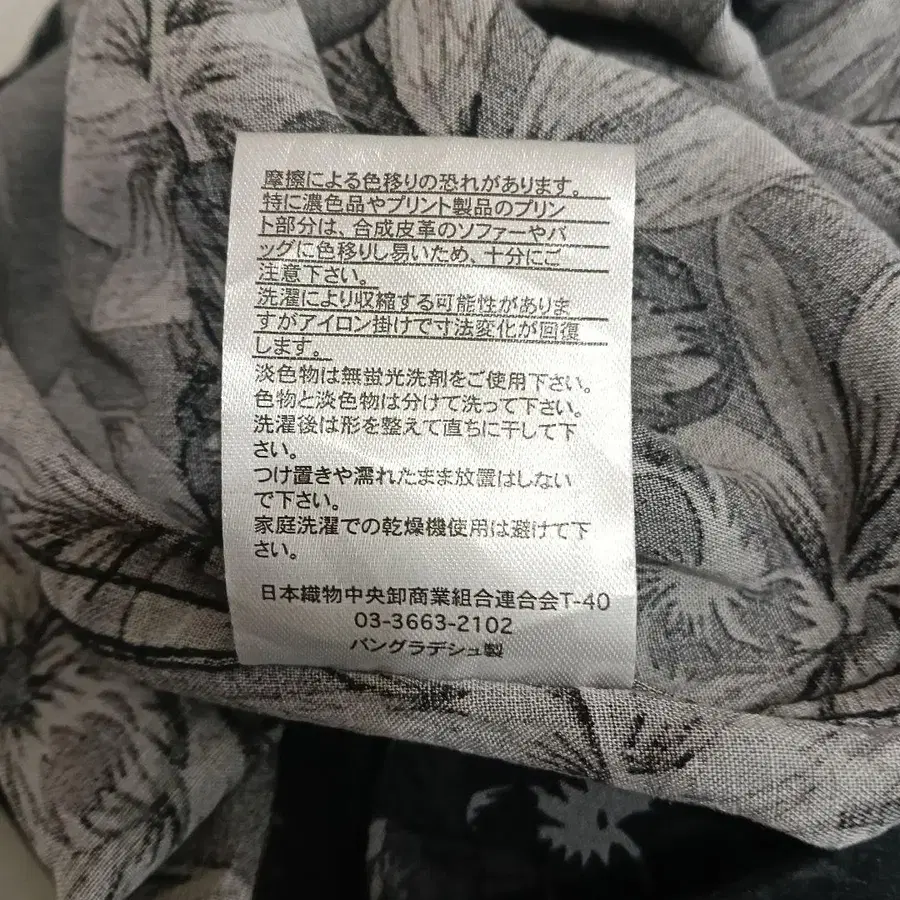 摩擦による色移りの恐れがあります。
特に濃色品やプリント製品のプリン
ト部分は、合成皮革のソファーやバ
ッグに色移りし易いため、十分にご
注意下さい。
洗濯により収縮する可能性がありま
すがアイロン掛けで寸法変化が回復
します。
淡色物は無蛍光洗剤をご使用下さい。
色物と淡色物は分けて洗って下さい。
洗濯後は形を整えて直ちに干して下
さい。
つけ置きや濡れたまま放置はしない
で下さい。
家庭洗濯での乾燥機使用は避けて下
さい。
日本織物中央卸商業組合連合会T-40
03-3663-2102
バングラデシュ製